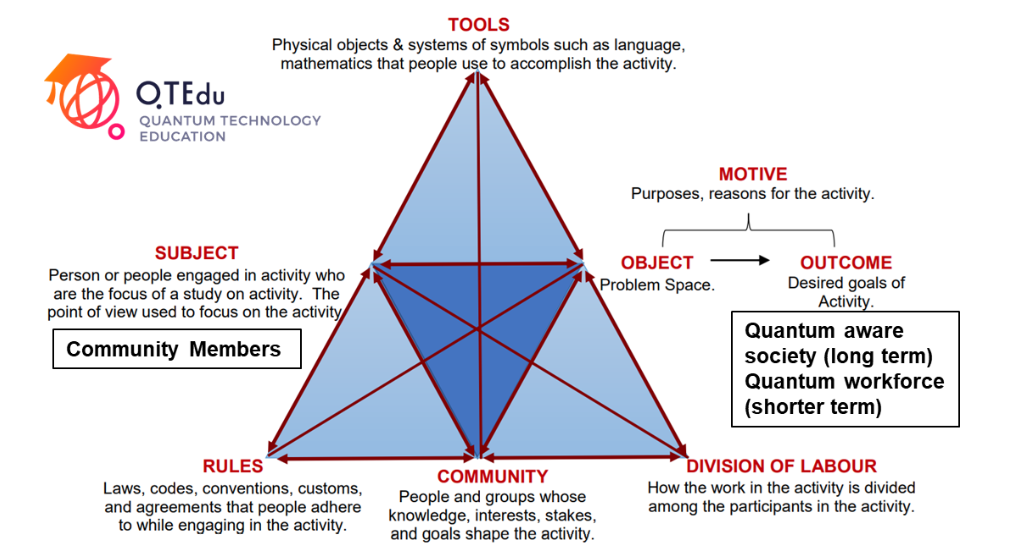 TOOLS
Physical objects & systems of symbols such as language,
mathematics that people use to accomplish the activity.
QTEdu
QUANTUM TECHNOLOGY
EDUCATION
MOTIVE
Purposes, reasons for the activity.
SUBJECT
Person or people engaged in activity who
are the focus of a study on activity. The
point of view used to focus on the activity
Community Members
OBJECT
Problem Space.
OUTCOME
Desired goals of
Activity.
Quantum aware
society (long term)
Quantum workforce
(shorter term)
RULES
Laws, codes, conventions, customs,
and agreements that people adhere
to while engaging in the activity.
COMMUNITY
People and groups whose
knowledge, interests, stakes,
and goals shape the activity.
DIVISION OF LABOUR
How the work in the activity is divided
among the participants in the activity.